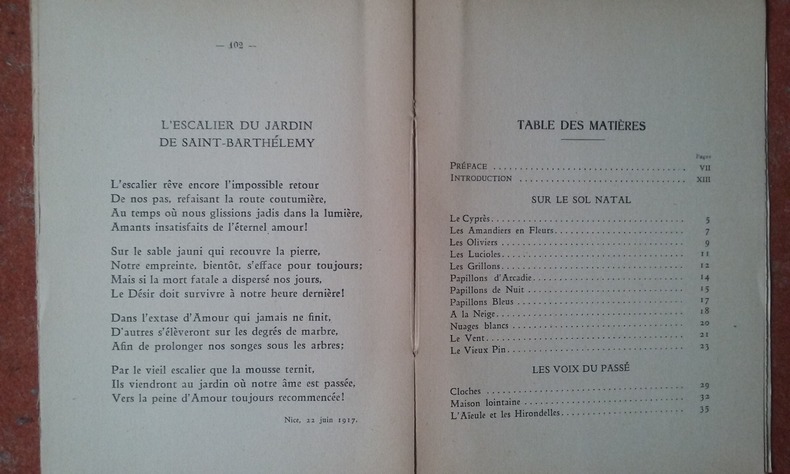 — 102 —
L'ESCALIER DU JARDIN
DE SAINT-BARTHÉLEMY
L'escalier rêve encore l'impossible retour
De nos pas, refaisant la route coutumière,
Au temps où nous glissions jadis dans la lumière,
Amants insatisfaits de l'éternel amour!
Sur le sable jauni qui recouvre la pierre,
Notre empreinte, bientôt, s'efface pour toujours;
Mais si la mort fatale a dispersé nos jours,
Le Désir doit survivre à notre heure dernière!
Dans l'extase d'Amour qui jamais ne finit,
D'autres s'élèveront sur les degrés de marbre,
Afin de prolonger nos songes sous les arbres;
Par le vieil escalier que la mousse ternit,
Ils viendront au jardin où notre âme est passée,
Vers la peine d'Amour toujours recommencée!
Nice, 22 juin 1917.
TABLE DES MATIÈRES
Pages
PRÉFACE . . . . . . . . . . VII
INTRODUCTION . . . . . . . . . . XIII
SUR LE SOL NATAL
Le Cyprès. . . . . . . . . . 5
Les Amandiers en Fleurs. . . . . . . . . . 7
Les Oliviers . . . . . . . . . . 9
Les Lucioles. . . . . . . . . . 11
Les Grillons. . . . . . . . . . 12
Papillons d'Arcadie. . . . . . . . . . 14
Papillons de Nuit . . . . . . . . . . 15
Papillons Bleus . . . . . . . . . . 17
A la Neige. . . . . . . . . . 18
Nuages blancs . . . . . . . . . . 20
Le Vent. . . . . . . . . . 21
Le Vieux Pin. . . . . . . . . . 23
LES VOIX DU PASSÉ
Cloches . . . . . . . . . . 29
Maison lointaine . . . . . . . . . . 32
L'Aïeule et les Hirondelles. . . . . . . . . . 35